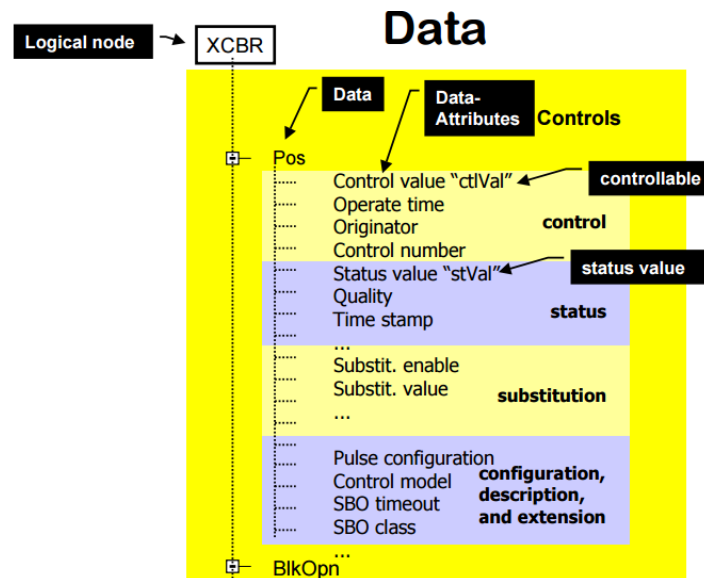 Data
Logical node
XCBR
Data
Data-
Attributes
Controls
Pos
Control value “ctlVal”
controllable
Operate time
Originator
control
Control number
Status value “stVal”
status value
Quality
Time stamp
status
...
Substit. enable
Substit. value
substitution
...
Pulse configuration
Control model
SBO timeout
SBO class
configuration,
description,
and extension
...
BlkOpn